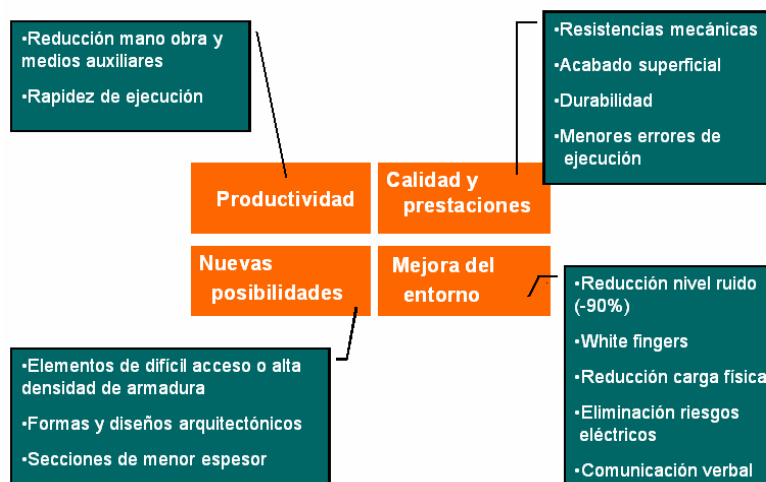 •Reducción mano obra y
medios auxiliares
•Rapidez de ejecución
•Resistencias mecánicas
•Acabado superficial
•Durabilidad
•Menores errores de
ejecución
Productividad
Calidad y
prestaciones
Nuevas
posibilidades
Mejora del
entorno
•Elementos de difícil acceso o alta
densidad de armadura
•Formas y diseños arquitectónicos
•Secciones de menor espesor
•Reducción nivel ruido
(-90%)
•White fingers
•Reducción carga física
•Eliminación riesgos
eléctricos
•Comunicación verbal